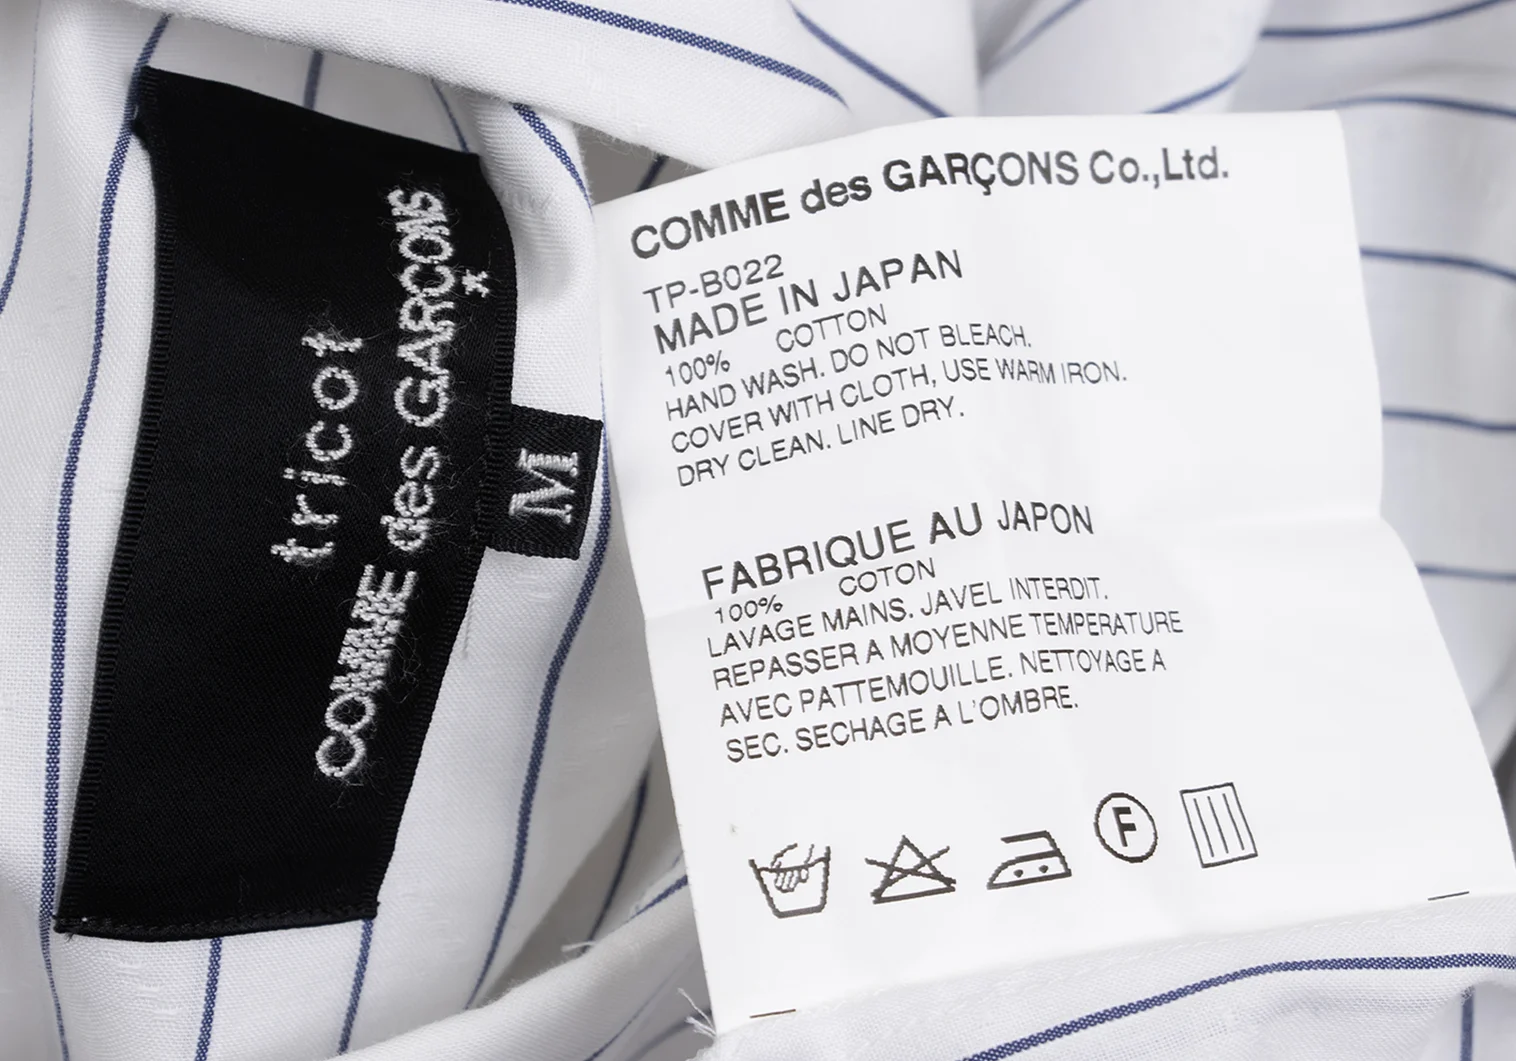 tricot
COMME des GARCONS
M
COMME des GARÇONS Co.,Ltd.
TP-B022
MADE IN JAPAN
100% COTTON
HAND WASH. DO NOT BLEACH.
COVER WITH CLOTH, USE WARM IRON.
DRY CLEAN. LINE DRY.
FABRIQUE AU JAPON
100% COTON
LAVAGE MAINS. JAVEL INTERDIT.
REPASSER A MOYENNE TEMPERATURE
AVEC PATTEMOUILLE. NETTOYAGE A
SEC. SECHAGE A L'OMBRE.
F